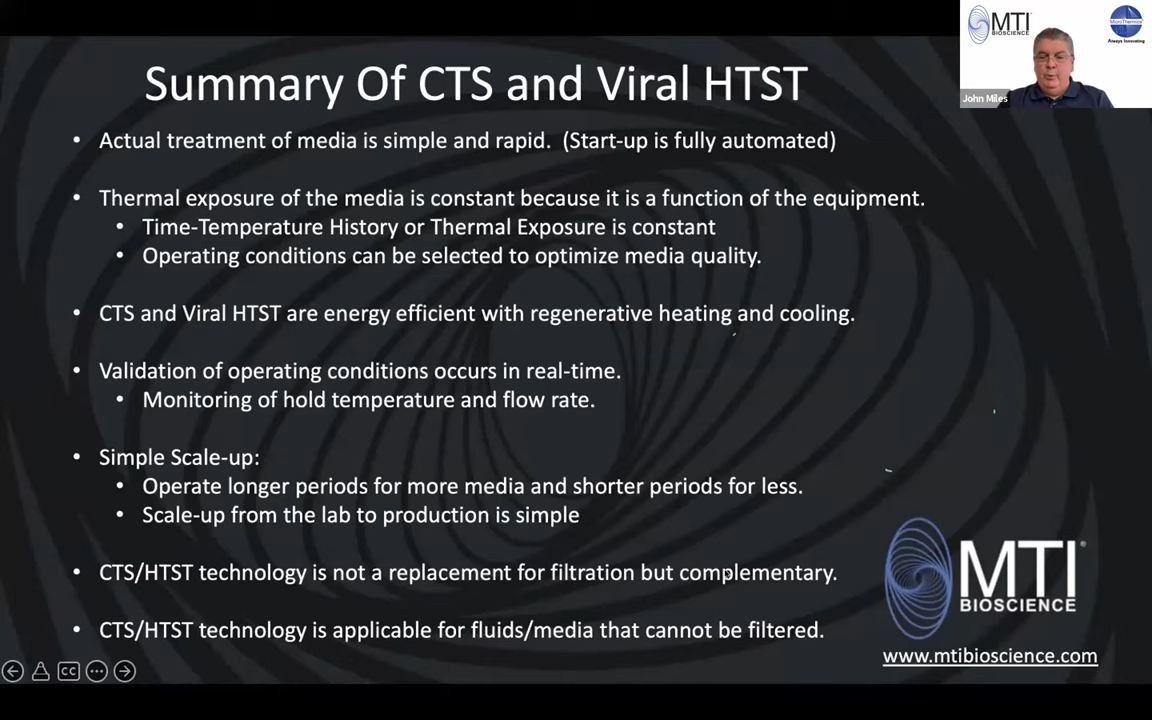 MTI
BIOSCIENCE
MicroThermics
Always Innovating
John Miles
Summary Of CTS and Viral HTST
• Actual treatment of media is simple and rapid. (Start-up is fully automated)
• Thermal exposure of the media is constant because it is a function of the equipment.
• Time-Temperature History or Thermal Exposure is constant
• Operating conditions can be selected to optimize media quality.
• CTS and Viral HTST are energy efficient with regenerative heating and cooling.
• Validation of operating conditions occurs in real-time.
• Monitoring of hold temperature and flow rate.
• Simple Scale-up:
• Operate longer periods for more media and shorter periods for less.
• Scale-up from the lab to production is simple
• CTS/HTST technology is not a replacement for filtration but complementary.
• CTS/HTST technology is applicable for fluids/media that cannot be filtered.
MTI®
BIOSCIENCE
www.mtibioscience.com
CC